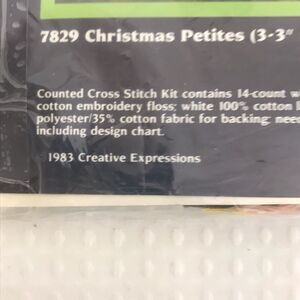 7829 Christmas Petites (3-3"
Counted Cross Stitch Kit contains 14-count
cotton embroidery floss; white 100% cotton
polyester/35% cotton fabric for backing;
including design chart.
1983 Creative Expressions